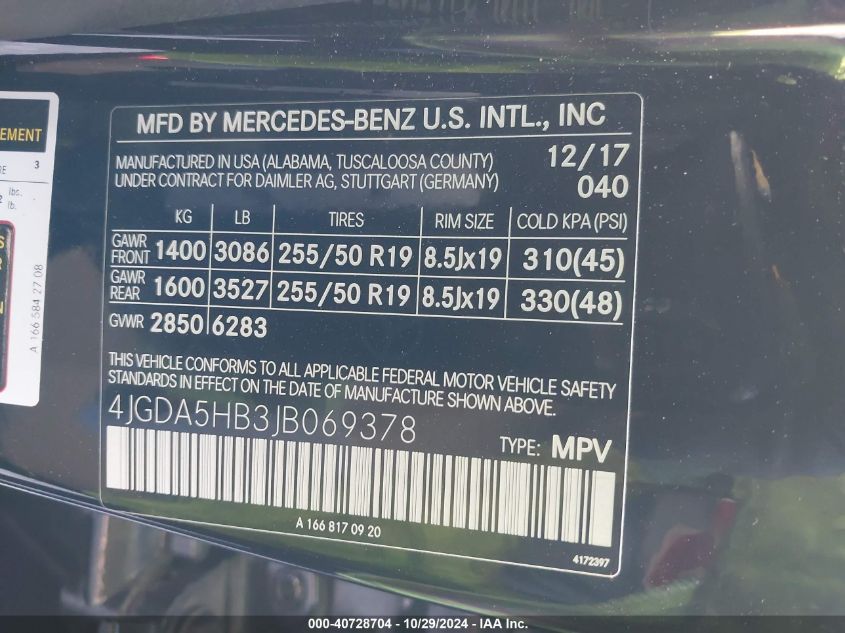 EMENT
RE 3
lbs.
lb.
A 166 584 27 08
MFD BY MERCEDES-BENZ U.S. INTL., INC
MANUFACTURED IN USA (ALABAMA, TUSCALOOSA COUNTY) 12/17
UNDER CONTRACT FOR DAIMLER AG, STUTTGART (GERMANY) 040
KG LB TIRES RIM SIZE COLD KPA (PSI)
GAWR FRONT 1400 3086 255/50 R19 8.5Jx19 310(45)
GAWR REAR 1600 3527 255/50 R19 8.5Jx19 330(48)
GVWR 2850 6283
THIS VEHICLE CONFORMS TO ALL APPLICABLE FEDERAL MOTOR VEHICLE SAFETY
STANDARDS IN EFFECT ON THE DATE OF MANUFACTURE SHOWN ABOVE.
4JGDA5HB3JB069378
TYPE: MPV
A 166 817 09 20
4172397
000-40728704 - 10/29/2024 - IAA Inc.